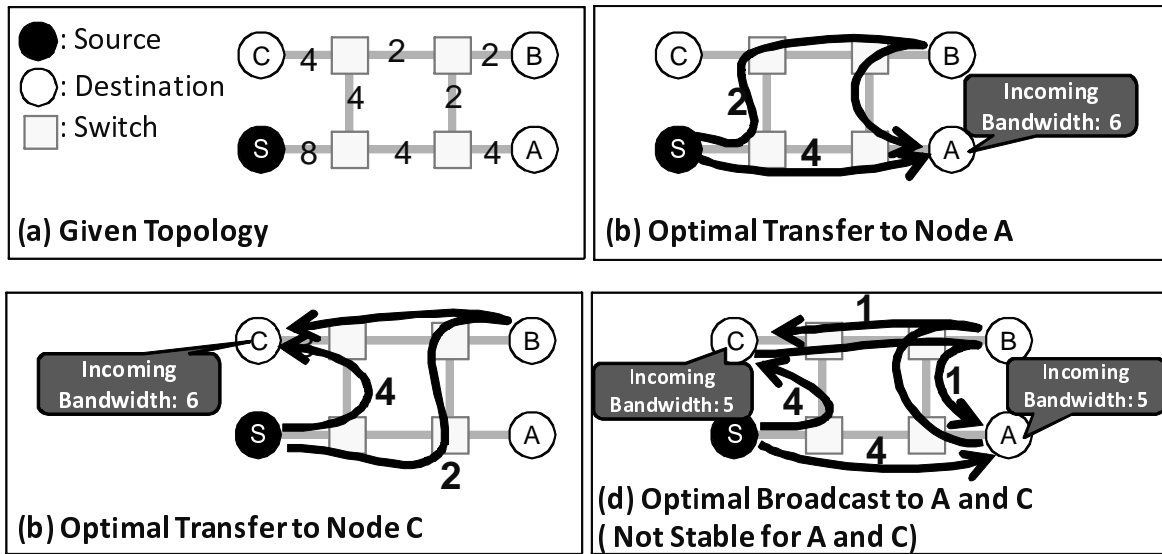 : Source
: Destination
: Switch
C 4 2 2 B
4 2
S 8 4 4 A
(a) Given Topology
C B
2
Incoming
Bandwidth: 6
S 4 A
(b) Optimal Transfer to Node A
C B
Incoming
Bandwidth: 6
4
S A
2
(b) Optimal Transfer to Node C
1
C B
Incoming
Bandwidth: 5
4
1
Incoming
Bandwidth: 5
S A
4
(d) Optimal Broadcast to A and C
( Not Stable for A and C)